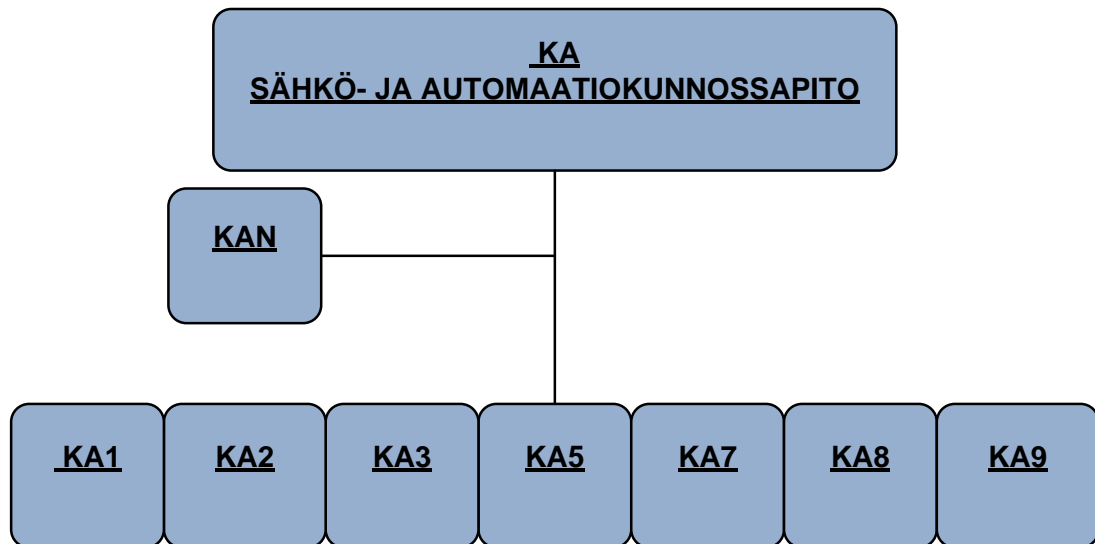 KA
SÄHKÖ- JA AUTOMAATIOKUNNOSSAPITO
KAN
KA1
KA2
KA3
KA5
KA7
KA8
KA9